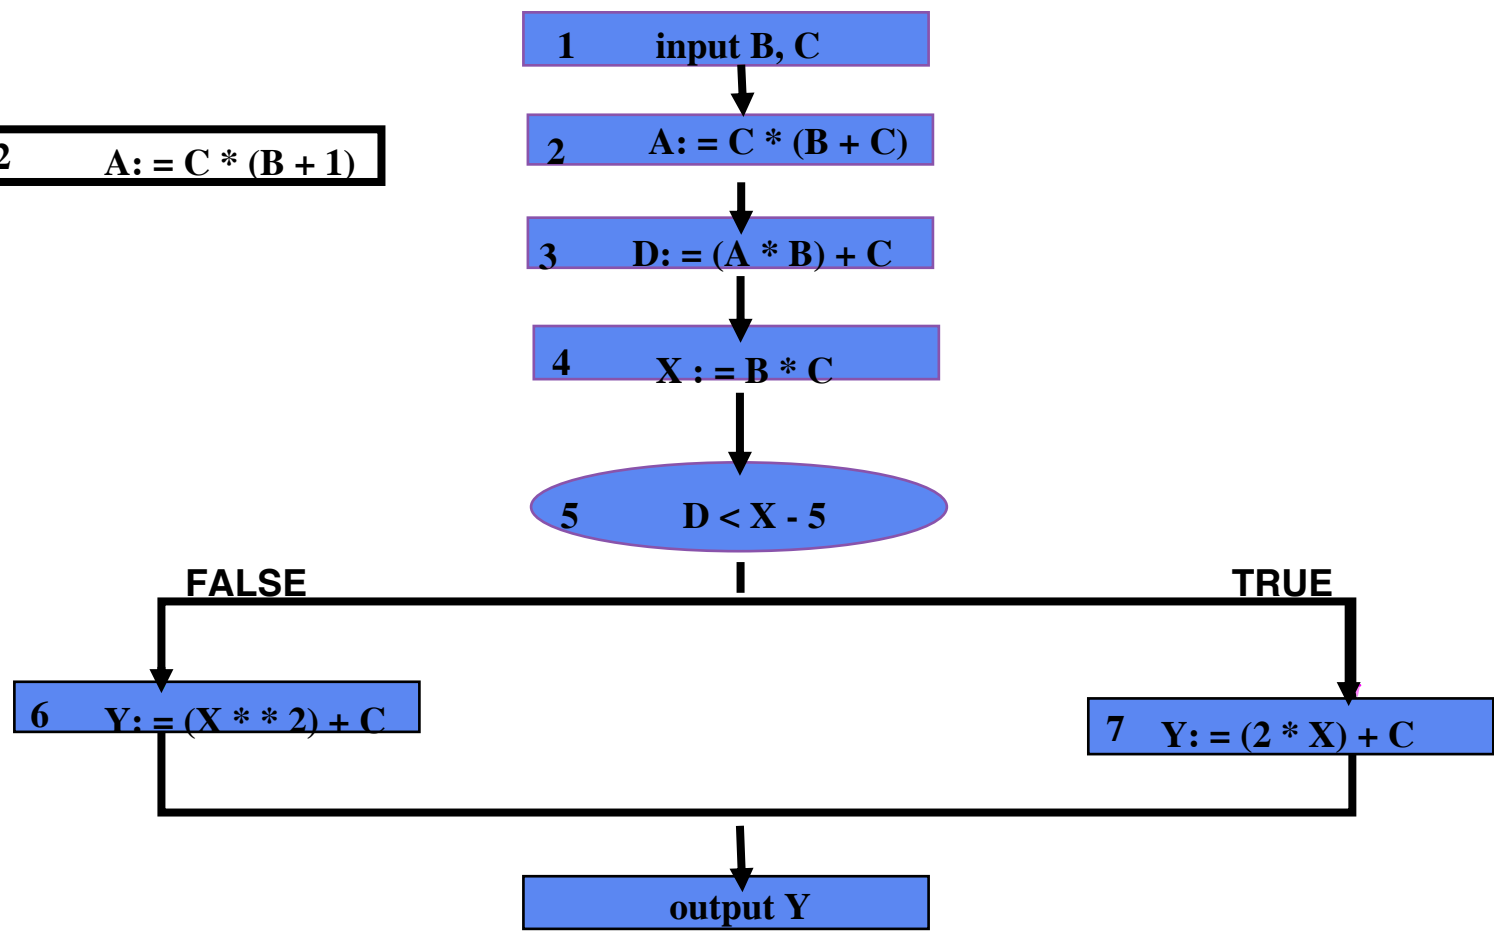 1 input B, C
2 A: = C * (B + C)
2 A: = C * (B + 1)
3 D: = (A * B) + C
4 X : = B * C
5 D < X - 5
FALSE
TRUE
6 Y: = (X * * 2) + C
7 Y: = (2 * X) + C
output Y